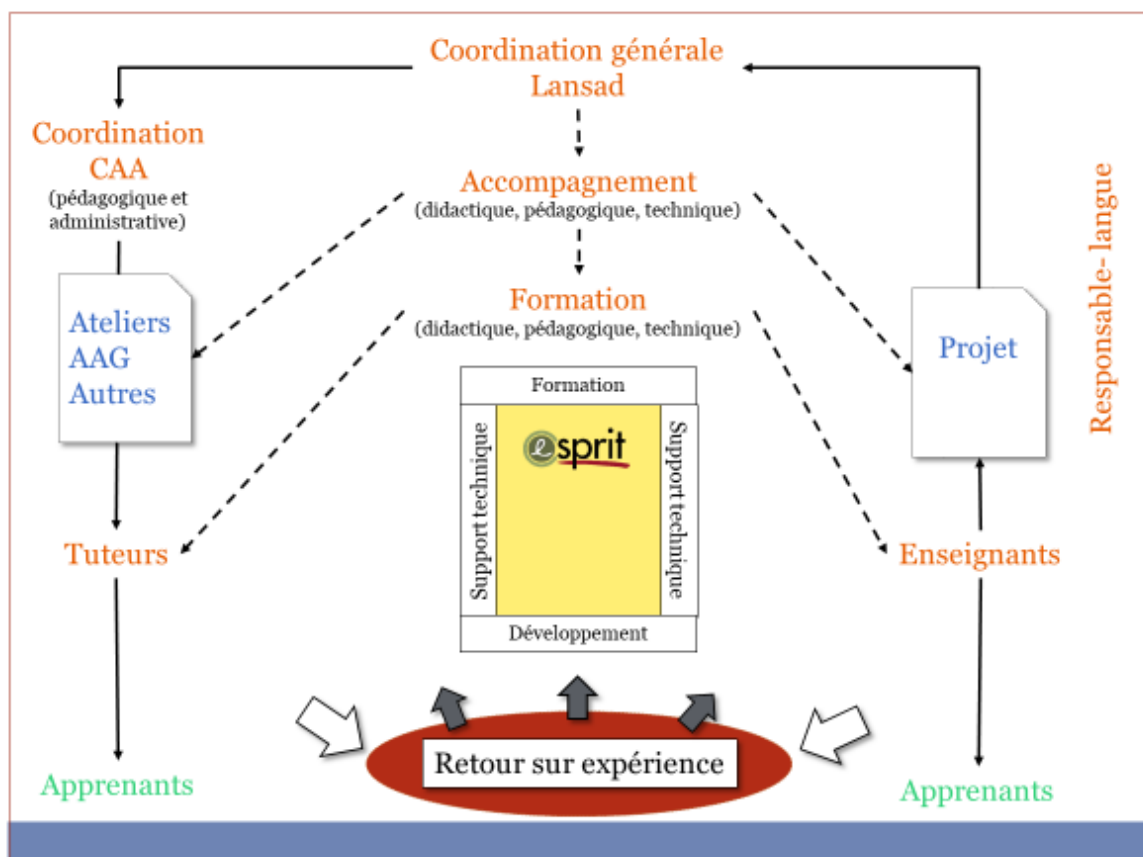 Coordination générale
Lansad
Coordination
CAA
(pédagogique et
administrative)
Accompagnement
(didactique, pédagogique, technique)
Formation
(didactique, pédagogique, technique)
Ateliers
AAG
Autres
Projet
Responsable- langue
Formation
Support technique
esprit
Support technique
Développement
Tuteurs
Enseignants
Retour sur expérience
Apprenants
Apprenants